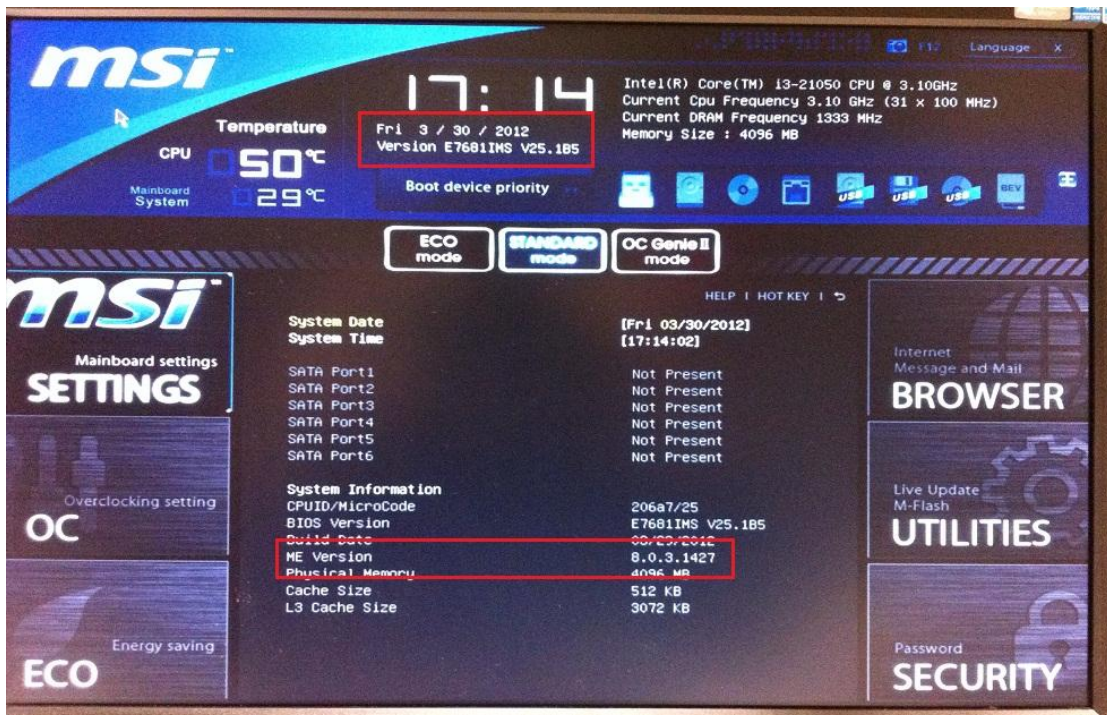 msi
F12 Language X
17:14
Intel(R) Core(TM) i3-21050 CPU @ 3.10GHz
Current Cpu Frequency 3.10 GHz (31 x 100 MHz)
Current DRAM Frequency 1333 MHz
Memory Size : 4096 MB
Temperature
Fri 3 / 30 / 2012
Version E7681IMS V25.1B5
CPU 50°C
Mainboard
System 29°C
Boot device priority
USB USB USB BEV
ECO mode
STANDARD mode
OC Genie II mode
msi
HELP | HOT KEY |
Mainboard settings
SETTINGS
System Date [Fri 03/30/2012]
System Time [17:14:02]
SATA Port1 Not Present
SATA Port2 Not Present
SATA Port3 Not Present
SATA Port4 Not Present
SATA Port5 Not Present
SATA Port6 Not Present
System Information
CPUID/MicroCode 206a7/25
BIOS Version E7681IMS V25.1B5
Build Date
ME Version 8.0.3.1427
Physical Memory 4096 MB
Cache Size 512 KB
L3 Cache Size 3072 KB
Overclocking setting
OC
Energy saving
ECO
Internet
Message and Mail
BROWSER
Live Update
M-Flash
UTILITIES
Password
SECURITY